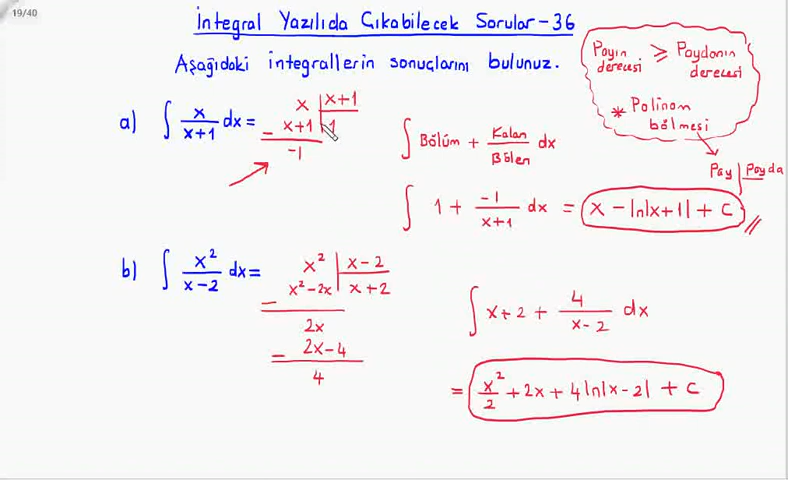 19/40
İntegral Yazılıda Çıkabilecek Sorular-36
Aşağıdaki integrallerin sonuçlarını bulunuz.
Payın derecesi ≥ Paydanın derecesi
* Polinom bölmesi
Pay | Payda
a) ∫ x/(x+1) dx =
x | x+1
- x+1 | 1
-1
∫ Bölüm + Kalan/Bölen dx
∫ 1 + -1/(x+1) dx = x - ln|x+1| + c //
b) ∫ x²/(x-2) dx =
x² | x-2
- x²-2x | x+2
2x
- 2x-4
4
∫ x+2 + 4/(x-2) dx
= x²/2 + 2x + 4ln|x-2| + c